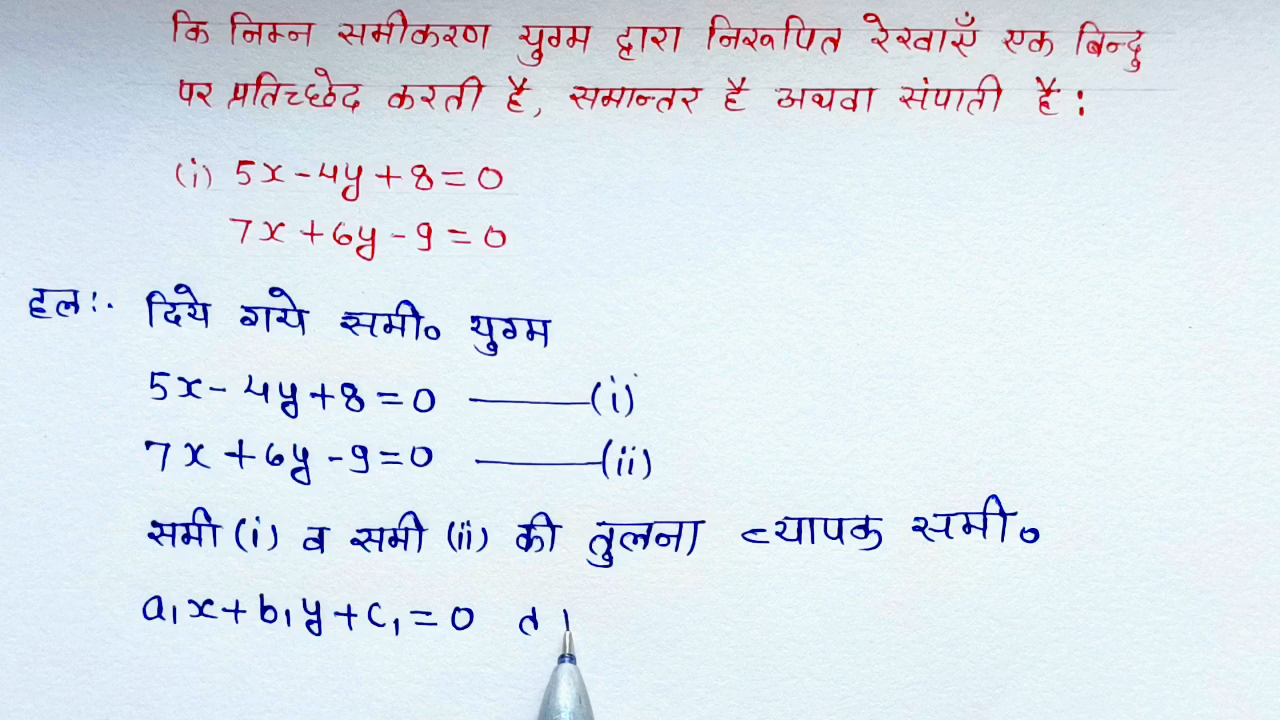 कि निम्न समीकरण युग्म द्वारा निरूपित रेखाएँ एक बिन्दु
पर प्रतिच्छेद करती है, समान्तर है अथवा संपाती है :
(i) 5x-4y+8=0
7x+6y-9=0
हल:- दिये गये समी० युग्म
5x-4y+8=0 ——(i)
7x+6y-9=0 ——(ii)
समी (i) व समी (ii) की तुलना व्यापक समी०
a₁x+b₁y+c₁=0